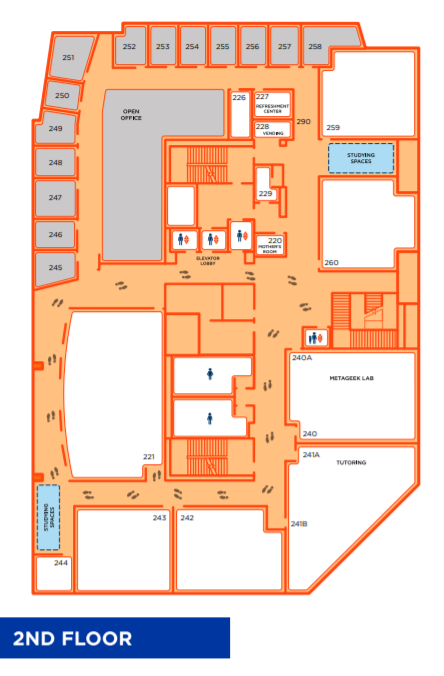 252 253 254 255 256 257 258
251
250
249
248
247
246
245
OPEN
OFFICE
226
227
REFRESHMENT
CENTER
228
VENDING
290
259
STUDYING
SPACES
229
220
MOTHER'S
ROOM
ELEVATOR
LOBBY
260
240A
METAGEEK LAB
240
241A
TUTORING
221
241B
STUDYING
SPACES
243
242
244
2ND FLOOR